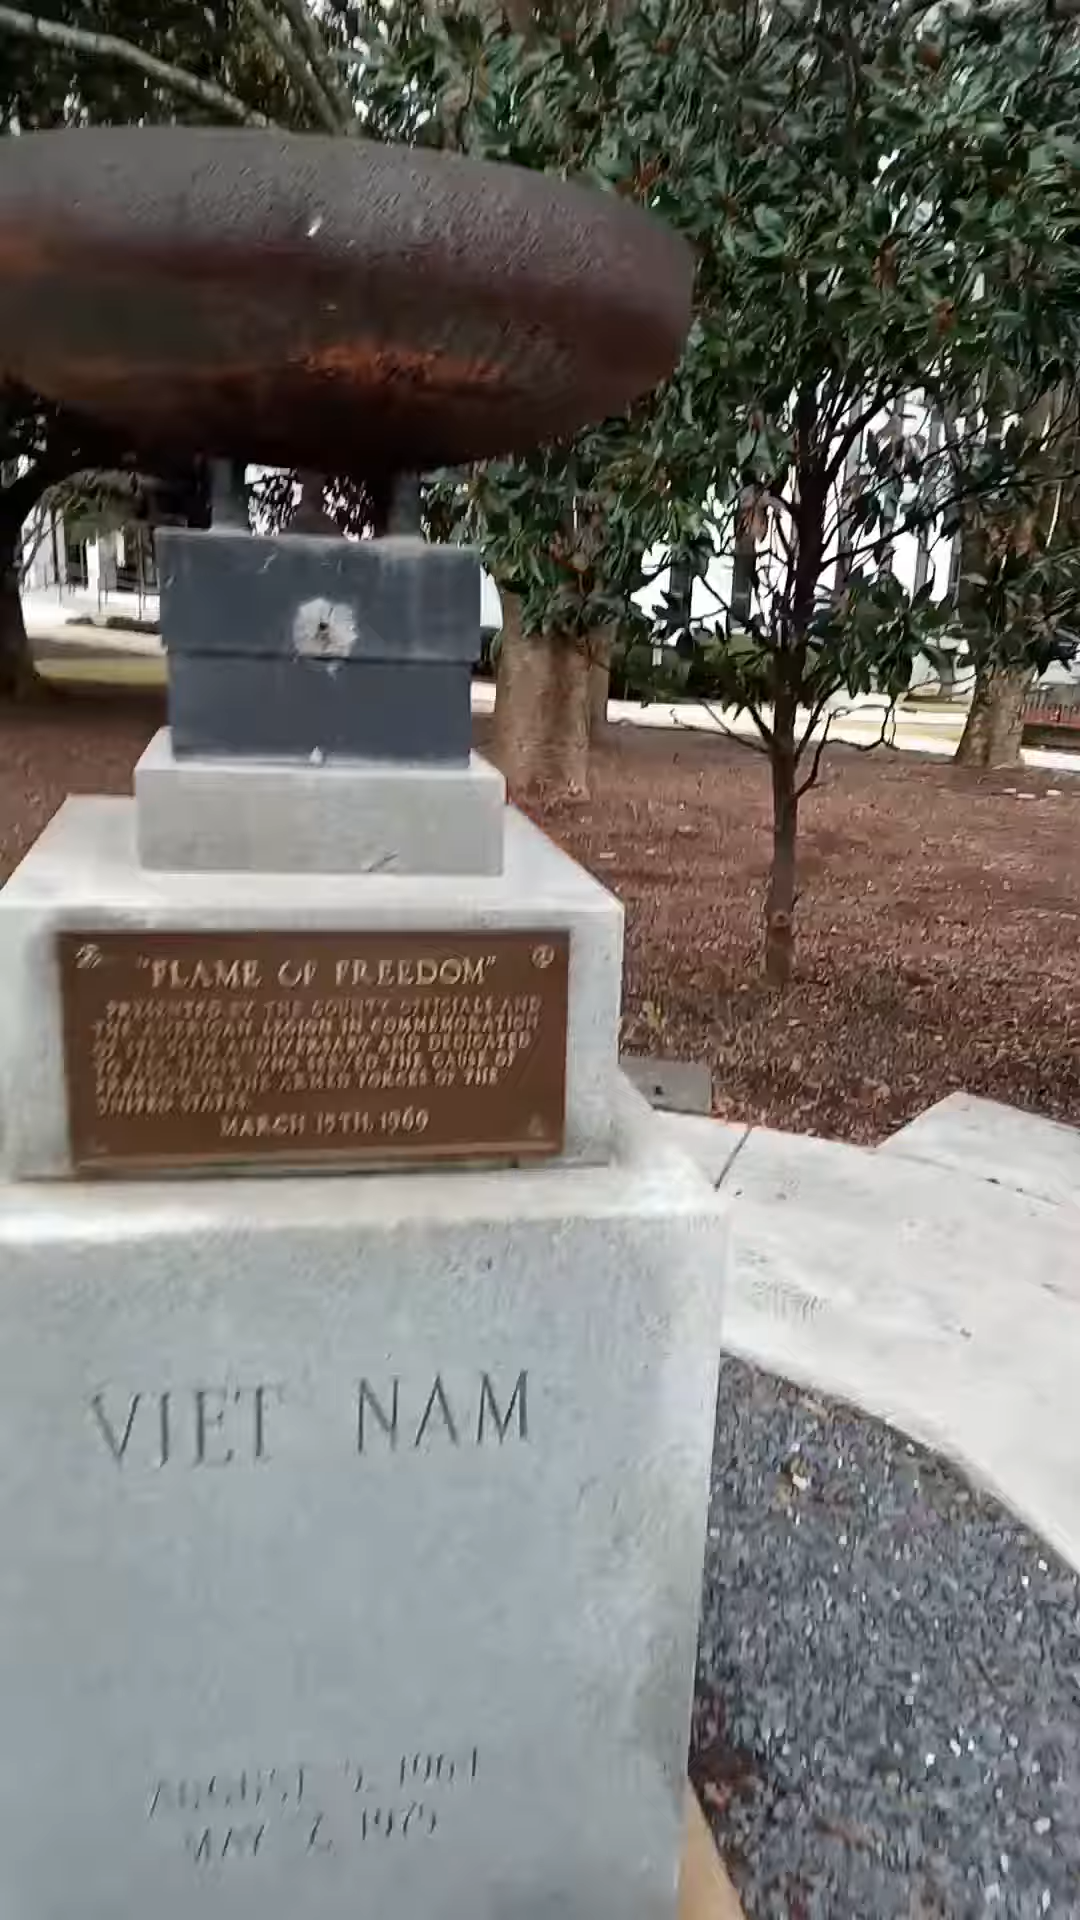 "FLAME OF FREEDOM"
PRESENTED BY THE COUNTY OFFICIALS AND
THE AMERICAN LEGION IN COMMEMORATION
ANNIVERSARY AND DEDICATED
THE CAUSE OF
FREEDOM IN THE ARMED FORCES OF THE
UNITED STATES
MARCH 15TH, 1969
VIET NAM
AUGUST 5, 1964
MAY 7, 1975